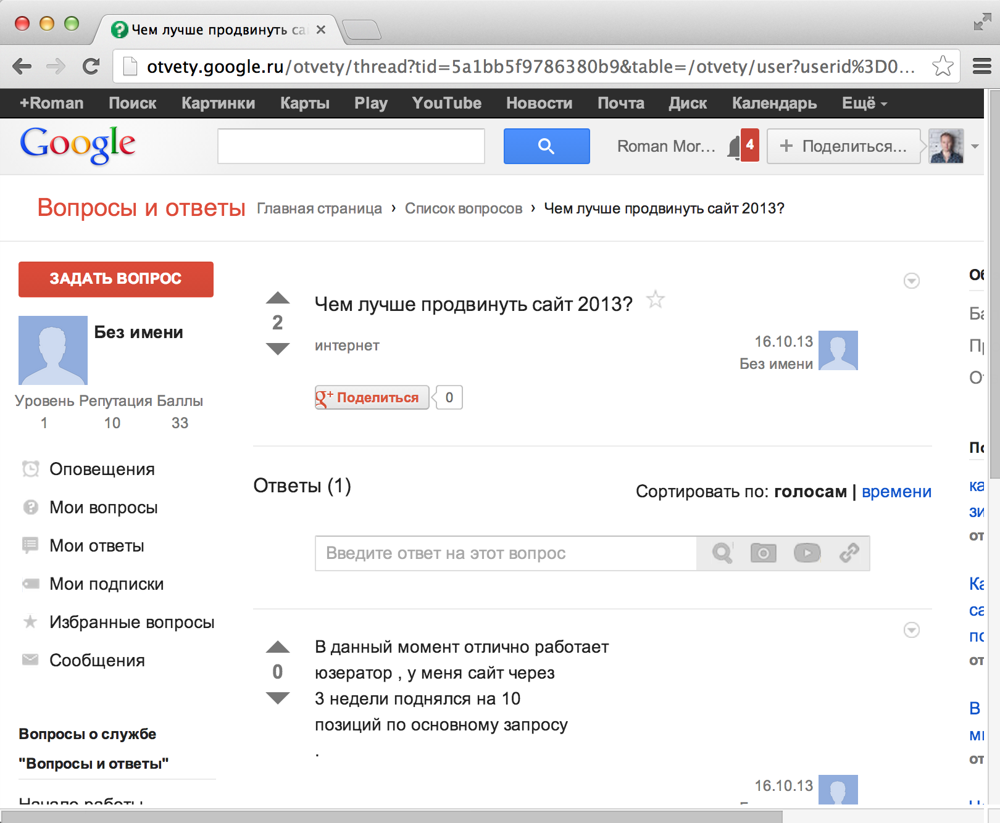 Чем лучше продвинуть са
otvety.google.ru/otvety/thread?tid=5a1bb5f9786380b9&table=/otvety/user?userid%3D0...
+Roman Поиск Картинки Карты Play YouTube Новости Почта Диск Календарь Ещё
Google Roman Mor... 4 + Поделиться...
Вопросы и ответы Главная страница › Список вопросов › Чем лучше продвинуть сайт 2013?
ЗАДАТЬ ВОПРОС
Без имени
Уровень Репутация Баллы
1 10 33
Оповещения
Мои вопросы
Мои ответы
Мои подписки
Избранные вопросы
Сообщения
Вопросы о службе
"Вопросы и ответы"
Начало работы
2
Чем лучше продвинуть сайт 2013?
интернет
16.10.13
Без имени
g+ Поделиться 0
Ответы (1)
Сортировать по: голосам | времени
Введите ответ на этот вопрос
0
В данный момент отлично работает
юзератор , у меня сайт через
3 недели поднялся на 10
позиций по основному запросу
.
16.10.13